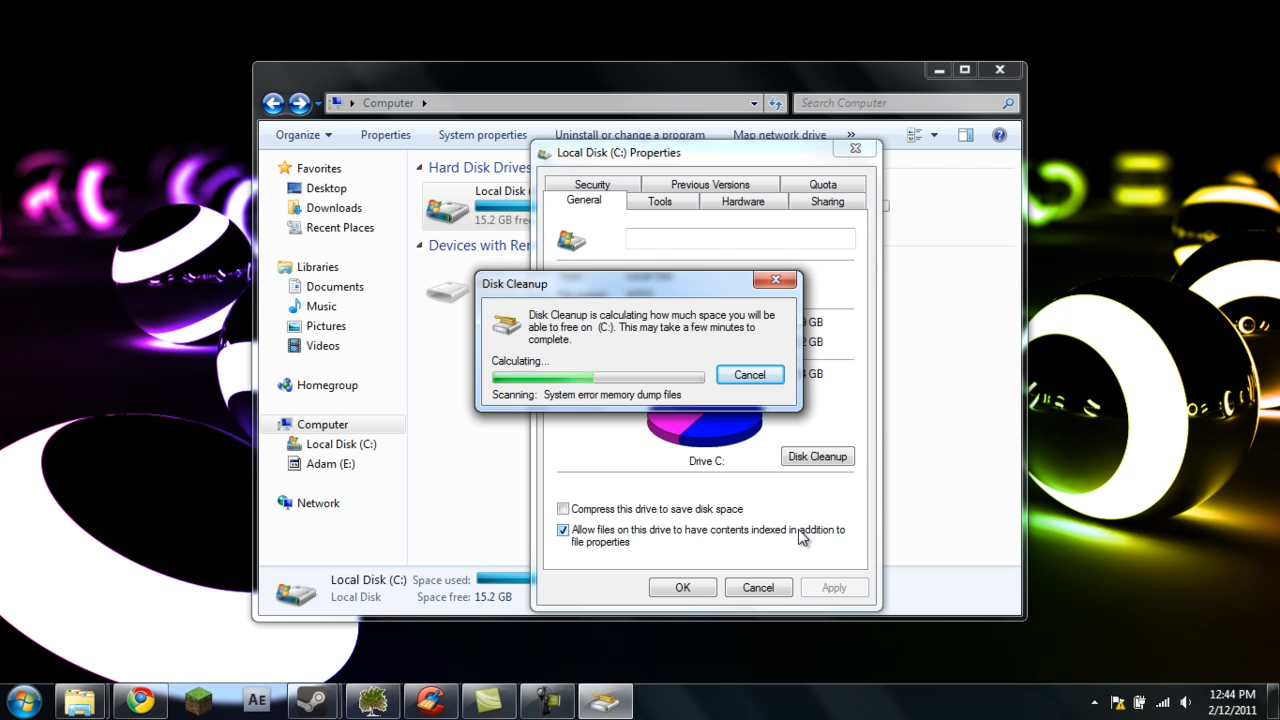 Computer
Search Computer
Organize
Properties
System properties
Uninstall or change a program
Map network drive
»
Favorites
Desktop
Downloads
Recent Places
Libraries
Documents
Music
Pictures
Videos
Homegroup
Computer
Local Disk (C:)
Adam (E:)
Network
Hard Disk Drives
Local Disk
15.2 GB free
Devices with Rem
Local Disk (C:) Properties
Security
Previous Versions
Quota
General
Tools
Hardware
Sharing
Disk Cleanup
Disk Cleanup is calculating how much space you will be
able to free on (C:). This may take a few minutes to
complete.
Calculating...
Cancel
Scanning: System error memory dump files
GB
GB
GB
Drive C:
Disk Cleanup
Compress this drive to save disk space
Allow files on this drive to have contents indexed in addition to
file properties
OK
Cancel
Apply
Local Disk (C:) Space used:
Local Disk Space free: 15.2 GB
AE
12:44 PM
2/12/2011